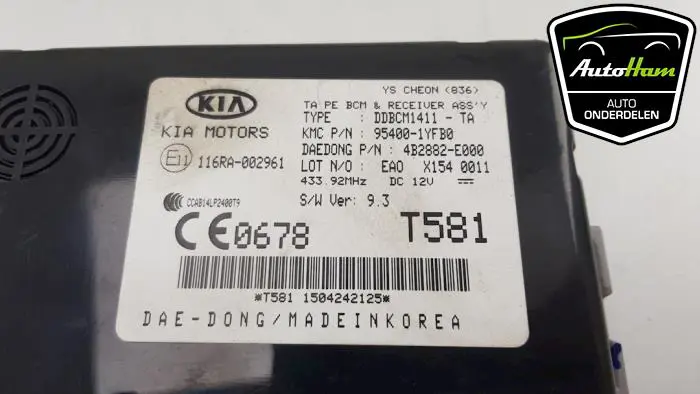 YS CHEON (836)
KIA
KIA MOTORS
TA PE BCM & RECEIVER ASS'Y
TYPE : DDBCM1411 - TA
KMC P/N : 95400-1YFB0
DAEDONG P/N : 4B2882-E000
LOT N/O : EAO X154 0011
433.92MHz DC 12V
E11 116RA-002961
CCAB14LP2400T9
S/W Ver: 9.3
CE0678
T581
*T581 1504242125*
DAE-DONG/MADEINKOREA
AutoHam
AUTO
ONDERDELEN